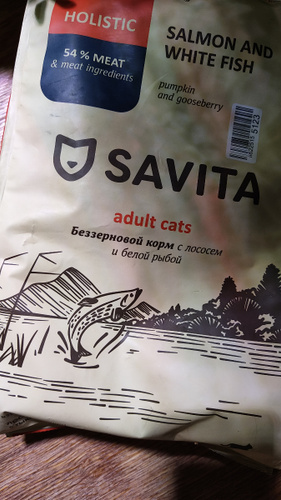 HOLISTIC
54 % MEAT
& meat ingredients
SALMON AND
WHITE FISH
pumpkin
and gooseberry
5123
SAVITA
adult cats
Беззерновой корм с лососем
и белой рыбой